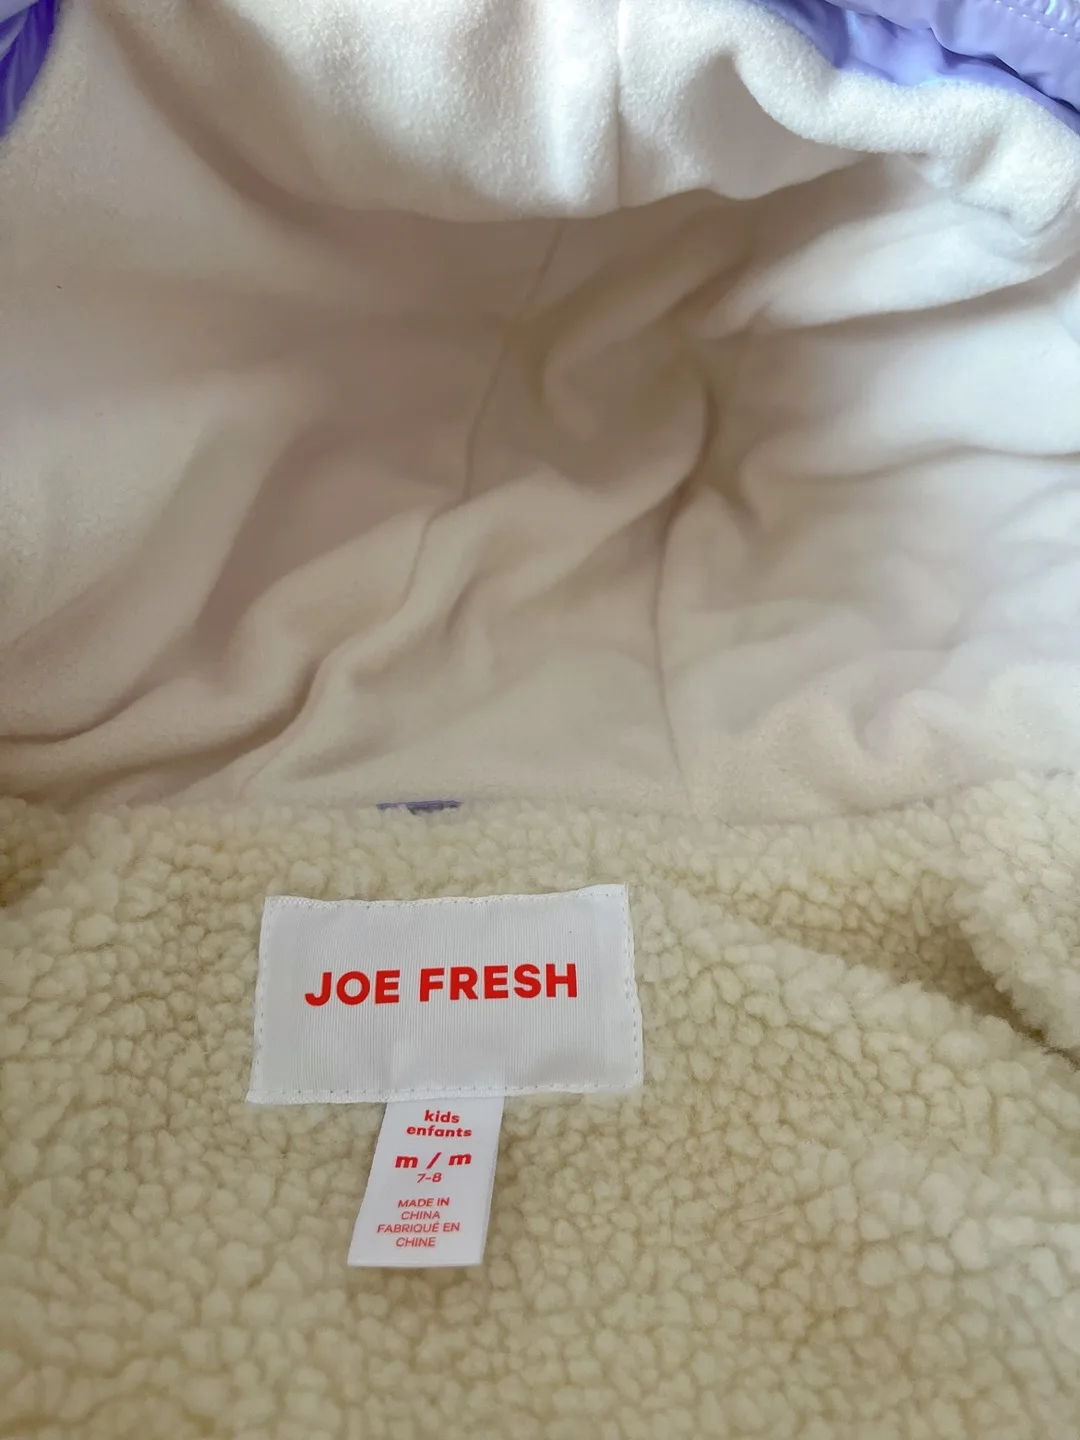 JOE FRESH
kids
enfants
m / m
7-8
MADE IN
CHINA
FABRIQUÉ EN
CHINE